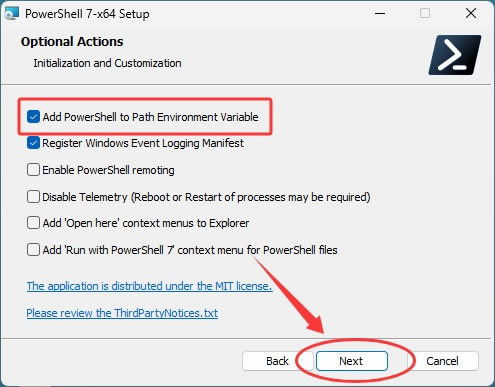 PowerShell 7-x64 Setup
Optional Actions
Initialization and Customization
Add PowerShell to Path Environment Variable
Register Windows Event Logging Manifest
Enable PowerShell remoting
Disable Telemetry (Reboot or Restart of processes may be required)
Add 'Open here' context menus to Explorer
Add 'Run with PowerShell 7' context menu for PowerShell files
The application is distributed under the MIT license.
Please review the ThirdPartyNotices.txt
Back Next Cancel